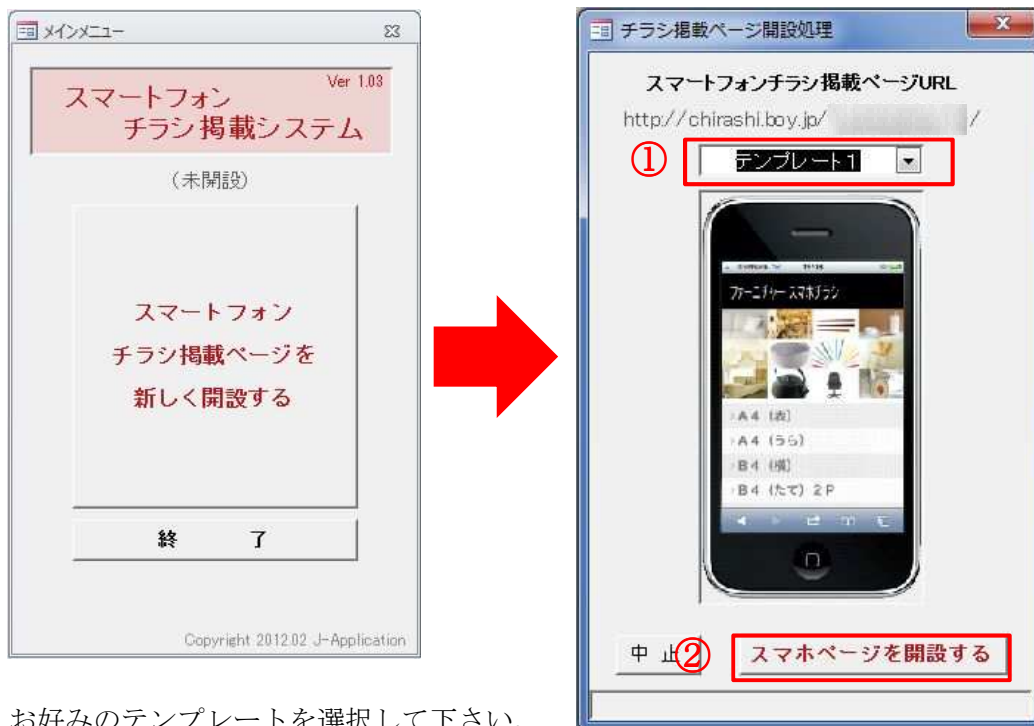 メインメニュー
Ver 1.03
スマートフォン
チラシ掲載システム
(未開設)
スマートフォン
チラシ掲載ページを
新しく開設する
終 了
Copyright 2012.02 J-Application
チラシ掲載ページ開設処理
スマートフォンチラシ掲載ページURL
http://chirashi.boy.jp/ /
① テンプレート1
ファーニチャースマホチラシ
A4 (表)
A4 (うら)
B4 (横)
B4 (たて) 2P
中 止
② スマホページを開設する
お好みのテンプレートを選択して下さい。